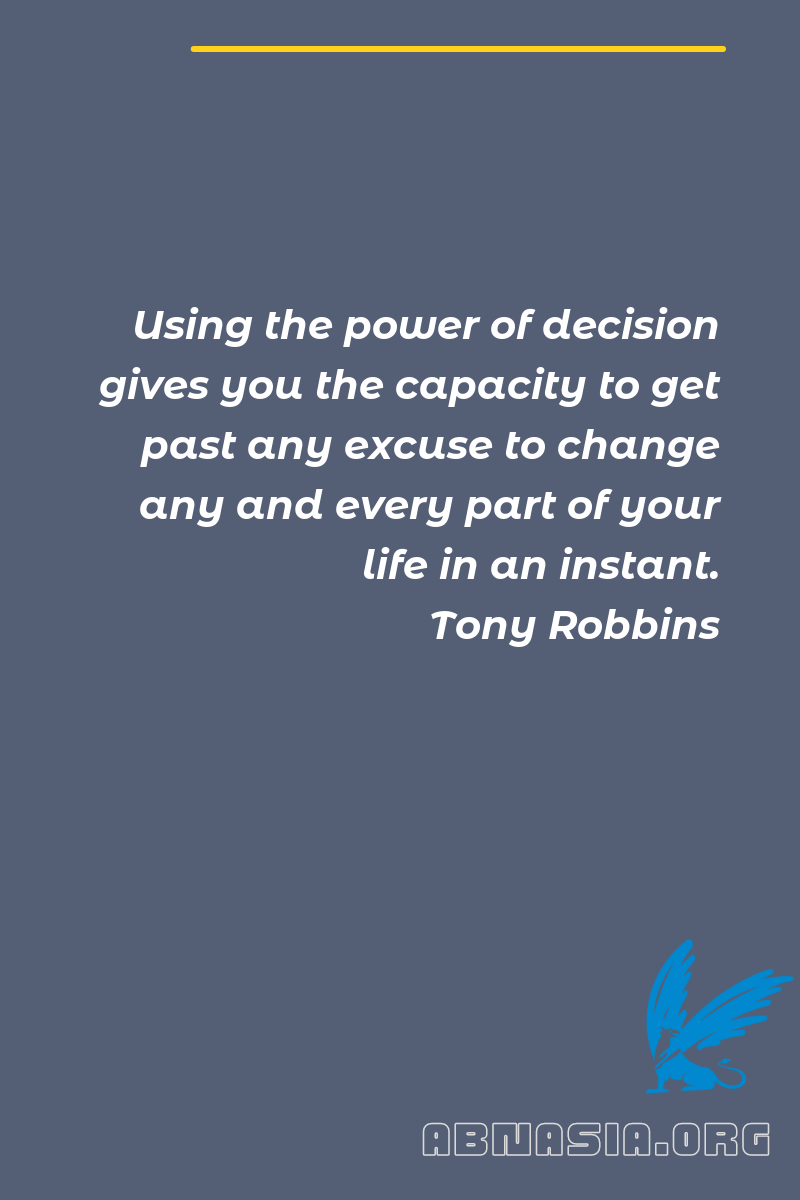 Using the power of decision
gives you the capacity to get
past any excuse to change
any and every part of your
life in an instant.
Tony Robbins
ABNASIA.ORG